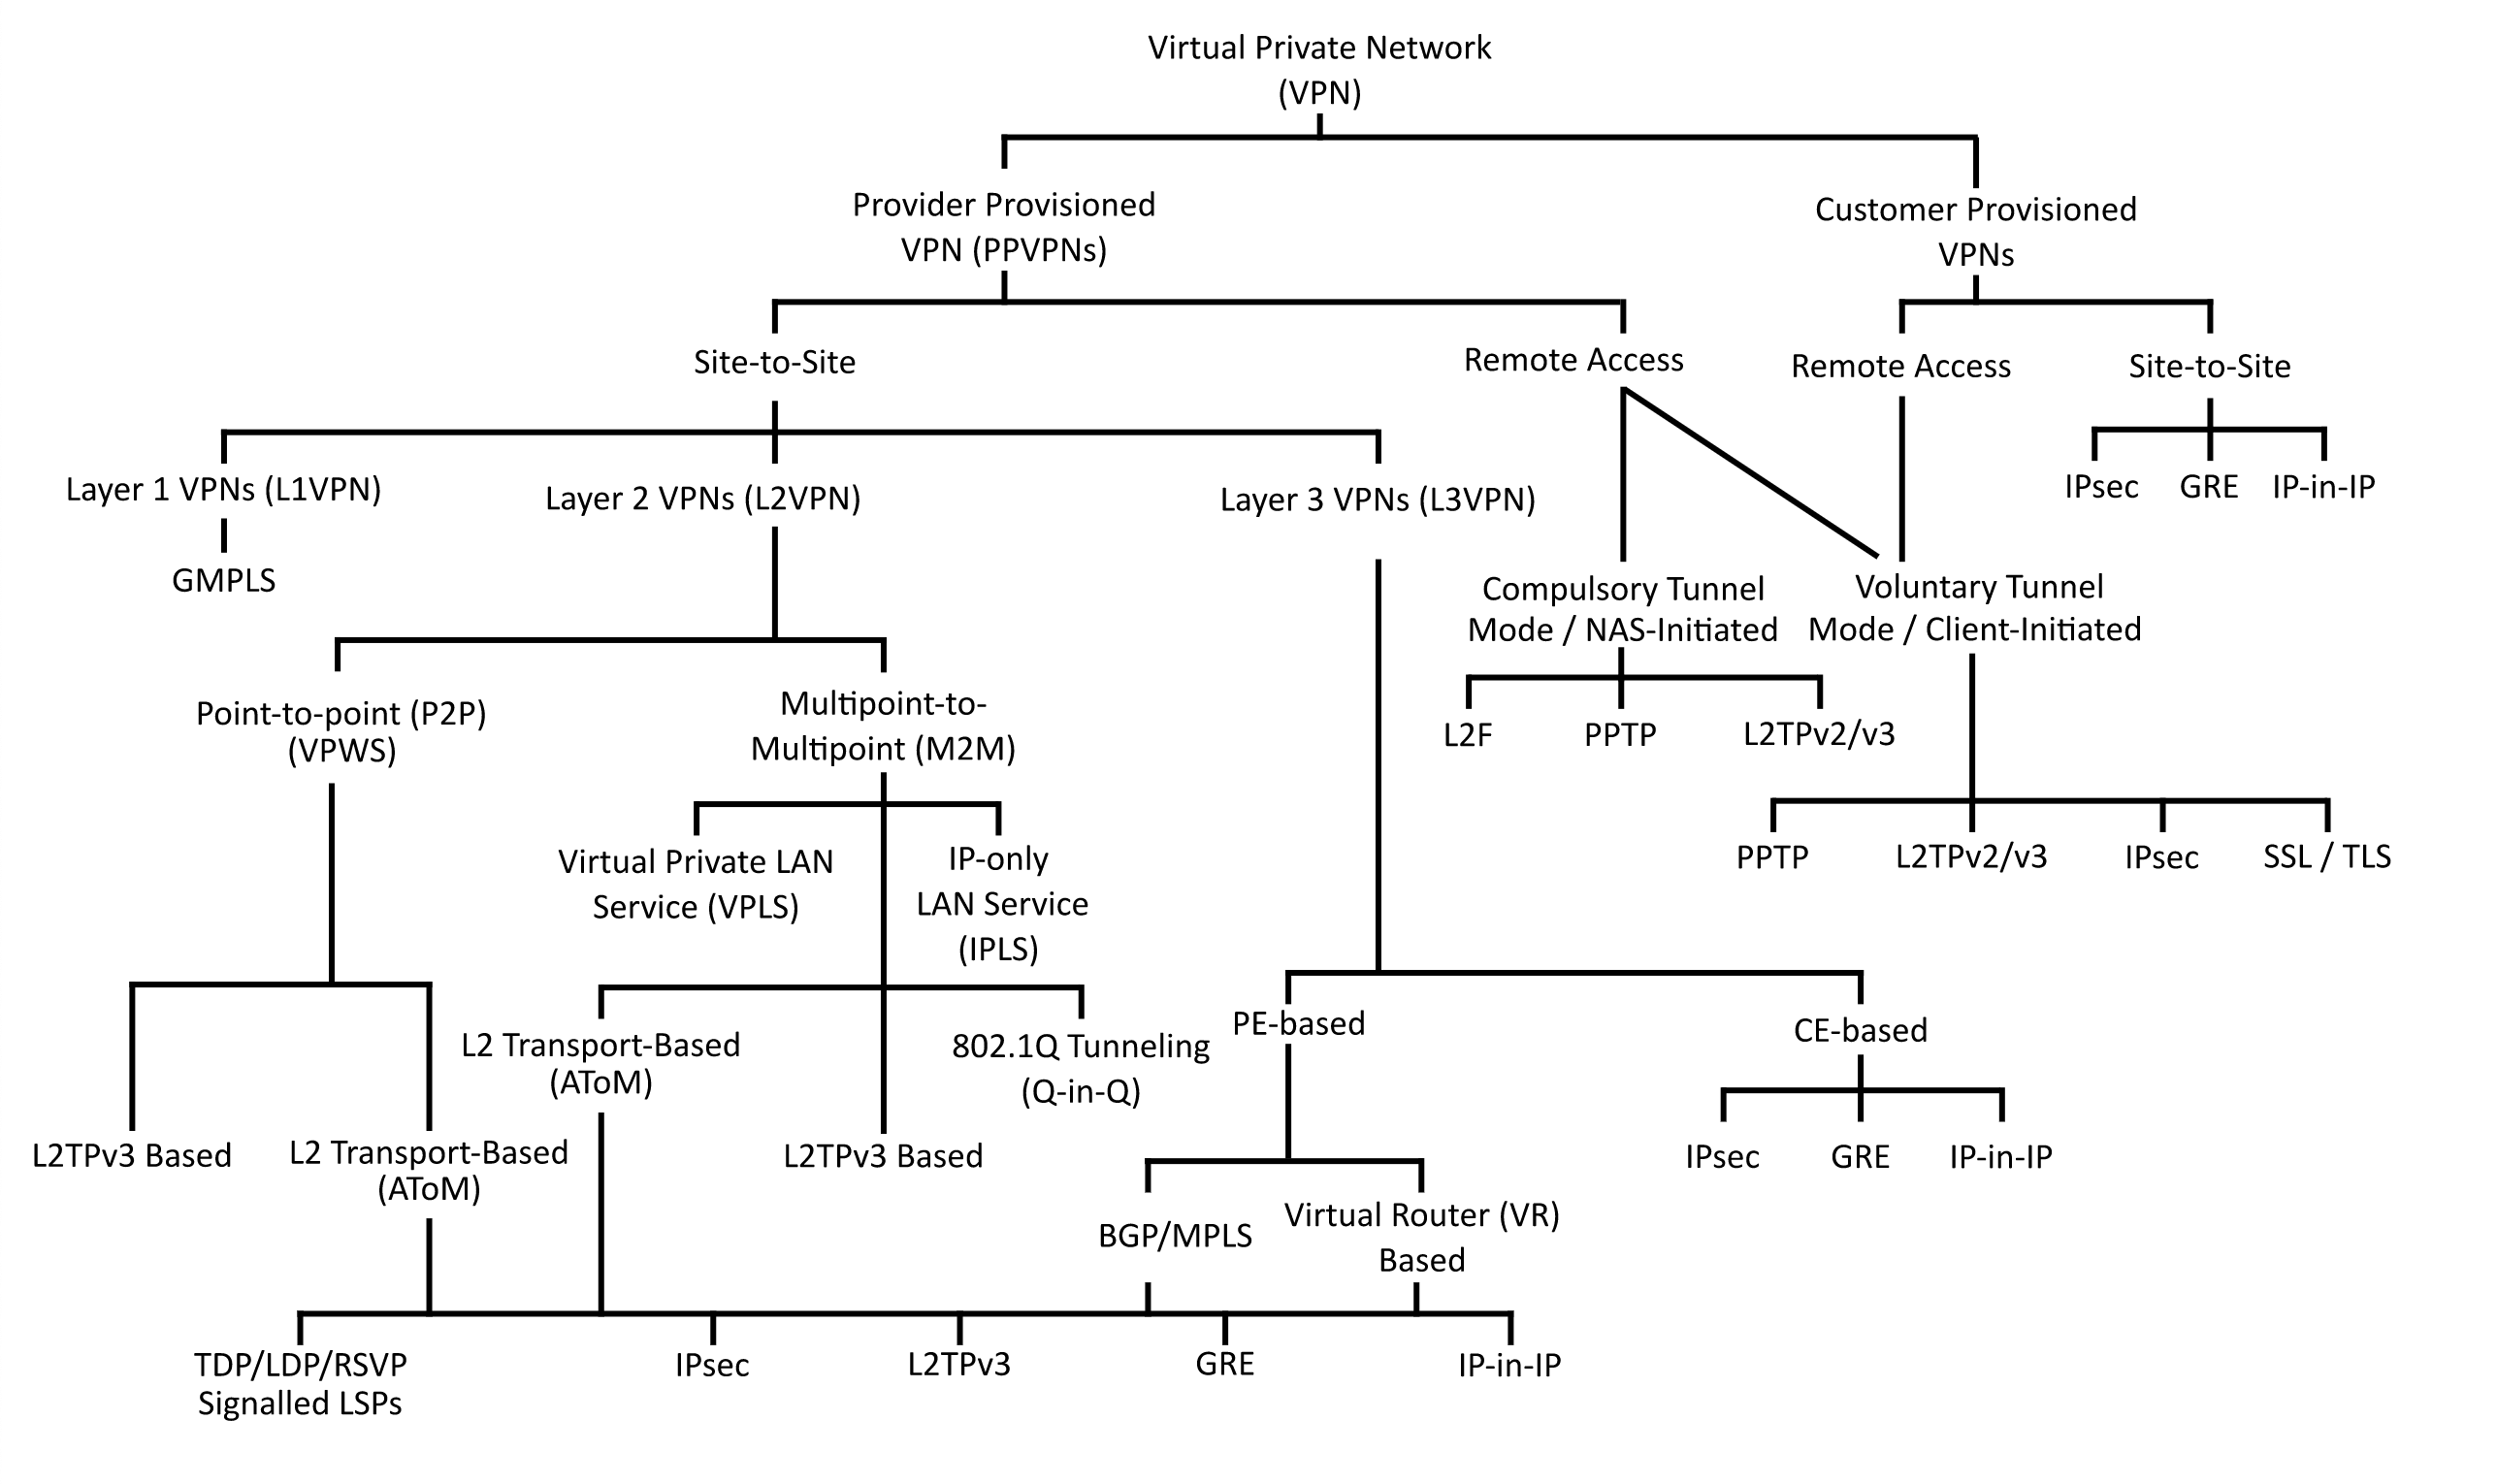 Virtual Private Network
(VPN)
Provider Provisioned
VPN (PPVPNs)
Customer Provisioned
VPNs
Site-to-Site
Remote Access
Remote Access
Site-to-Site
Layer 1 VPNs (L1VPN)
Layer 2 VPNs (L2VPN)
Layer 3 VPNs (L3VPN)
IPsec
GRE
IP-in-IP
GMPLS
Compulsory Tunnel
Mode / NAS-Initiated
Voluntary Tunnel
Mode / Client-Initiated
Point-to-point (P2P)
(VPWS)
Multipoint-to-
Multipoint (M2M)
L2F
PPTP
L2TPv2/v3
Virtual Private LAN
Service (VPLS)
IP-only
LAN Service
(IPLS)
PPTP
L2TPv2/v3
IPsec
SSL / TLS
L2 Transport-Based
(AToM)
802.1Q Tunneling
(Q-in-Q)
PE-based
CE-based
L2TPv3 Based
L2 Transport-Based
(AToM)
L2TPv3 Based
IPsec
GRE
IP-in-IP
BGP/MPLS
Virtual Router (VR)
Based
TDP/LDP/RSVP
Signalled LSPs
IPsec
L2TPv3
GRE
IP-in-IP